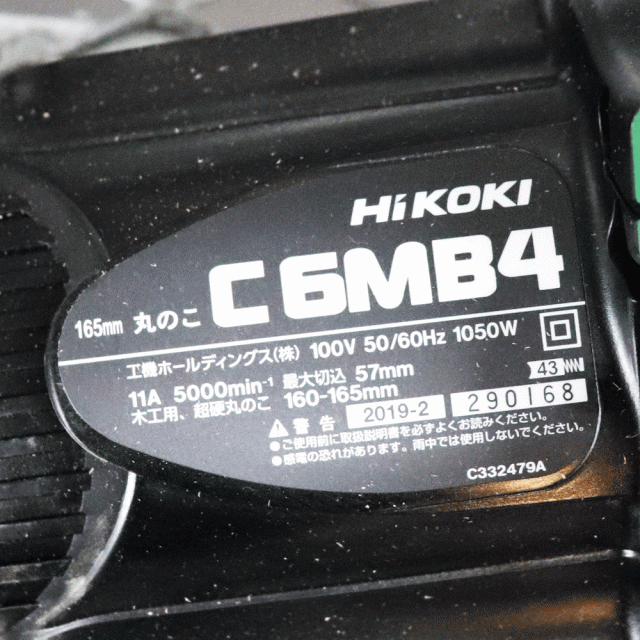 HiKOKI
165mm 丸のこ C6MB4
工機ホールディングス(株) 100V 50/60Hz 1050W
11A 5000min⁻¹ 最大切込 57mm
43
木工用、超硬丸のこ 160-165mm
警告 2019-2 290168
•ご使用前に取扱説明書を必ずよくお読みください。
•感電の恐れがあります。雨中では使用しないでください。
C332479A